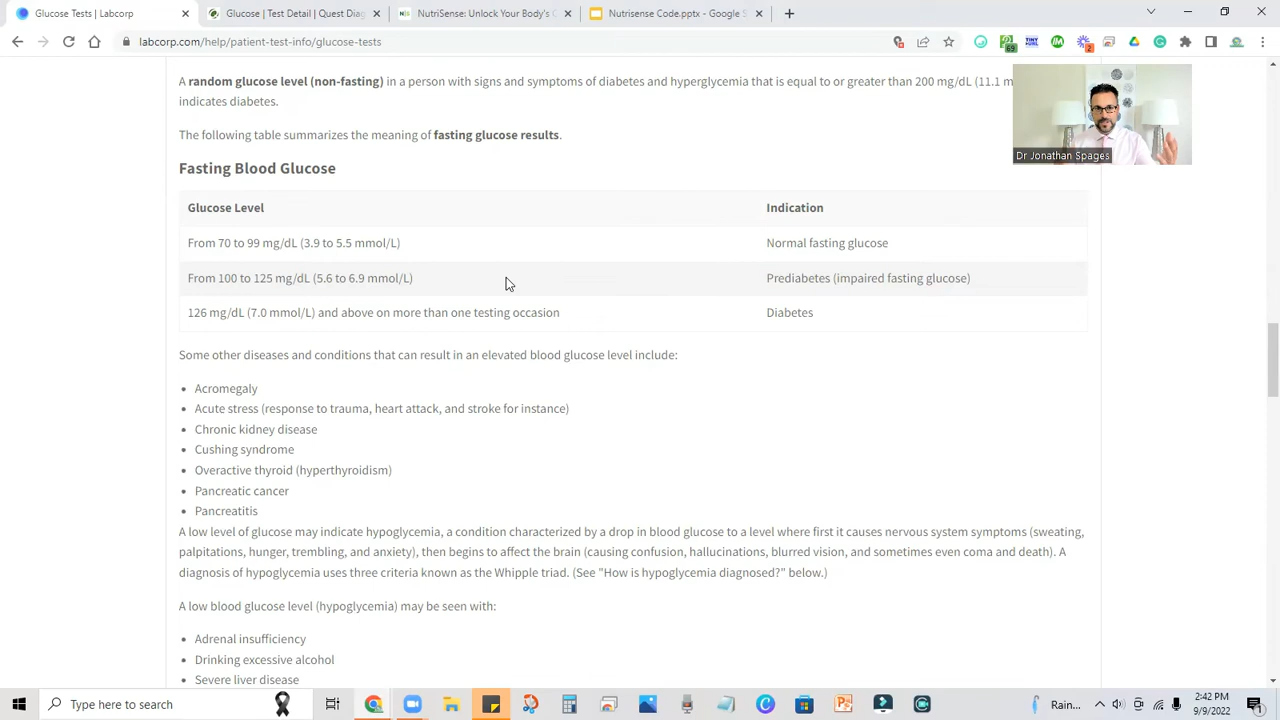 Glucose Tests | Labcorp
Glucose | Test Detail | Quest Diag
NutriSense: Unlock Your Body's C
Nutrisense Code.pptx - Google S
labcorp.com/help/patient-test-info/glucose-tests
69
2
A random glucose level (non-fasting) in a person with signs and symptoms of diabetes and hyperglycemia that is equal to or greater than 200 mg/dL (11.1 m
indicates diabetes.
The following table summarizes the meaning of fasting glucose results.
Dr Jonathan Spages
Fasting Blood Glucose
Glucose Level Indication
From 70 to 99 mg/dL (3.9 to 5.5 mmol/L) Normal fasting glucose
From 100 to 125 mg/dL (5.6 to 6.9 mmol/L) Prediabetes (impaired fasting glucose)
126 mg/dL (7.0 mmol/L) and above on more than one testing occasion Diabetes
Some other diseases and conditions that can result in an elevated blood glucose level include:
• Acromegaly
• Acute stress (response to trauma, heart attack, and stroke for instance)
• Chronic kidney disease
• Cushing syndrome
• Overactive thyroid (hyperthyroidism)
• Pancreatic cancer
• Pancreatitis
A low level of glucose may indicate hypoglycemia, a condition characterized by a drop in blood glucose to a level where first it causes nervous system symptoms (sweating,
palpitations, hunger, trembling, and anxiety), then begins to affect the brain (causing confusion, hallucinations, blurred vision, and sometimes even coma and death). A
diagnosis of hypoglycemia uses three criteria known as the Whipple triad. (See "How is hypoglycemia diagnosed?" below.)
A low blood glucose level (hypoglycemia) may be seen with:
• Adrenal insufficiency
• Drinking excessive alcohol
• Severe liver disease
Type here to search
Rain...
2:42 PM
9/9/2022